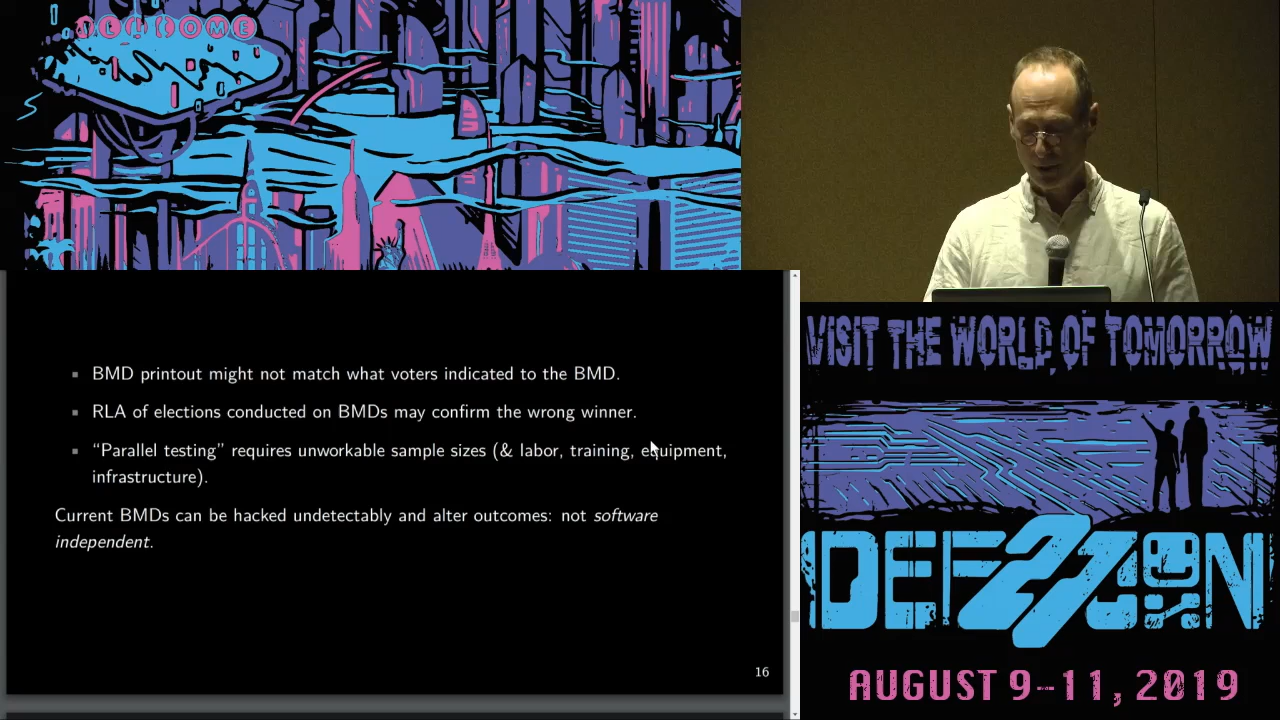 WELCOME
BMD printout might not match what voters indicated to the BMD.
RLA of elections conducted on BMDs may confirm the wrong winner.
“Parallel testing” requires unworkable sample sizes (& labor, training, equipment,
infrastructure).
Current BMDs can be hacked undetectably and alter outcomes: not software
independent.
16
VISIT THE WORLD OF TOMORROW
DEF27CON
AUGUST 9-11, 2019